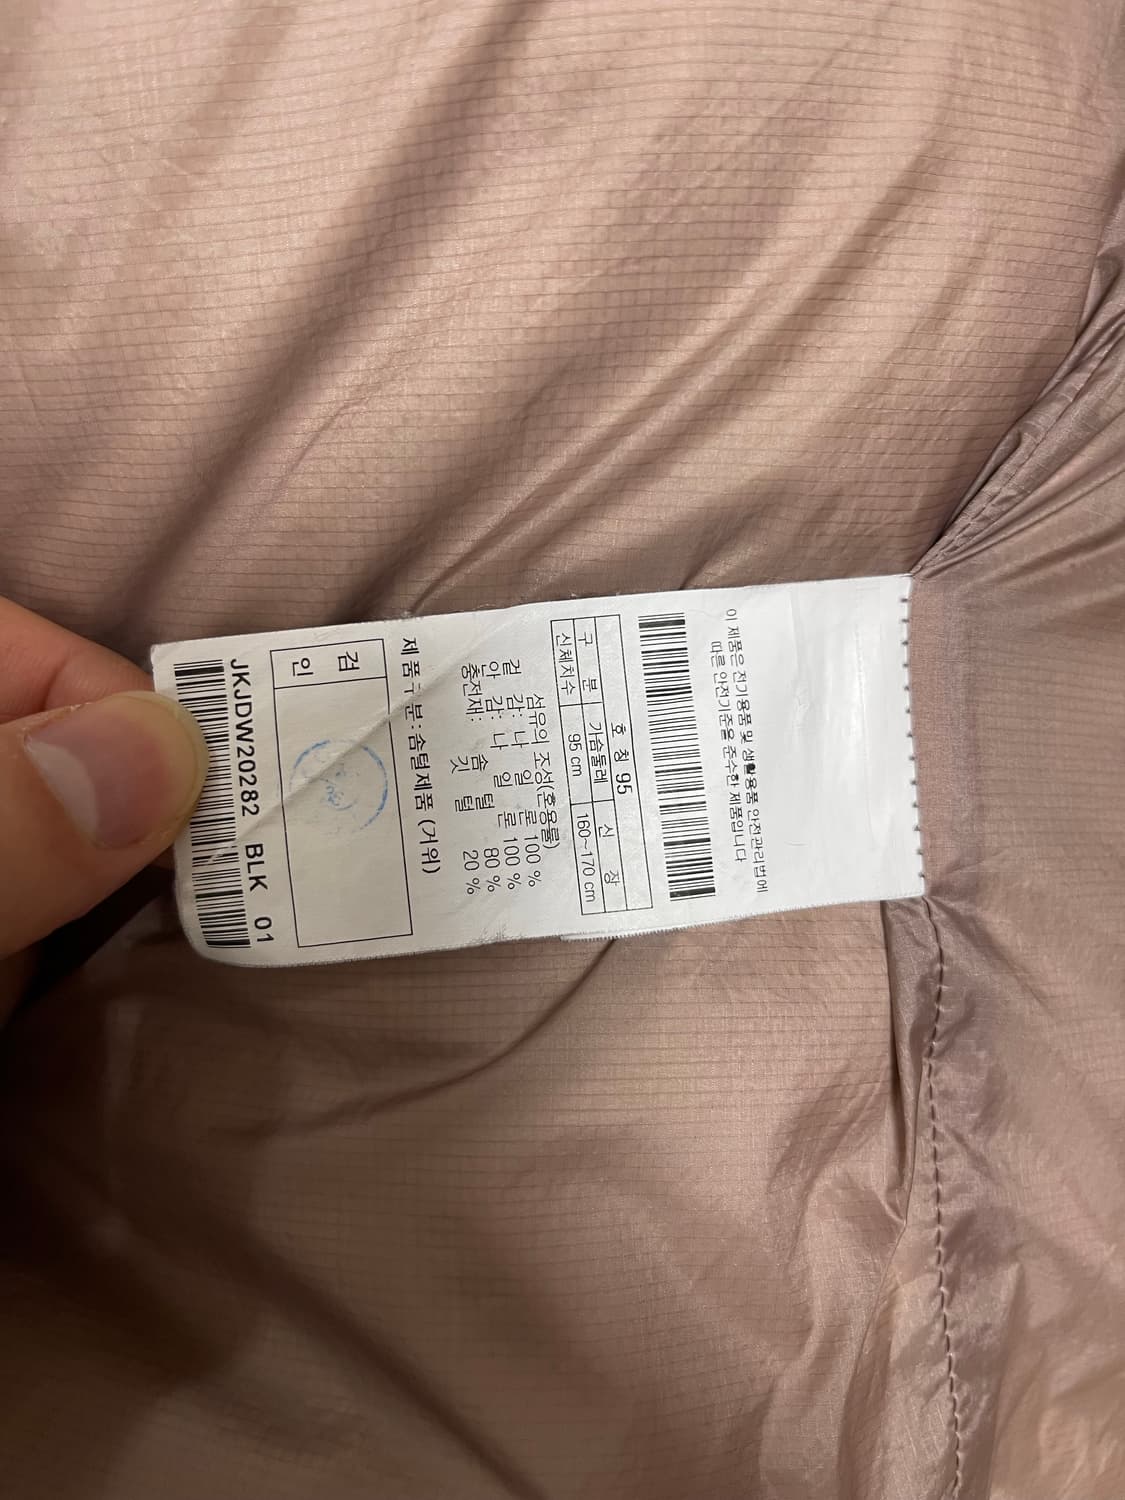 이 제품은 전기용품 및 생활용품 안전관리법에
따른 안전기준을 준수한 제품입니다
호 칭 95
구 분 가슴둘레 신 장
신체치수 95 cm 160~170 cm
섬유의 조성(혼용률)
겉 감: 나 일 론 100 %
안 감: 나 일 론 100 %
충전재: 솜 털 80 %
깃 털 20 %
제품구분:솜털제품 (거위)
검
인
JKJDW20282 BLK 01